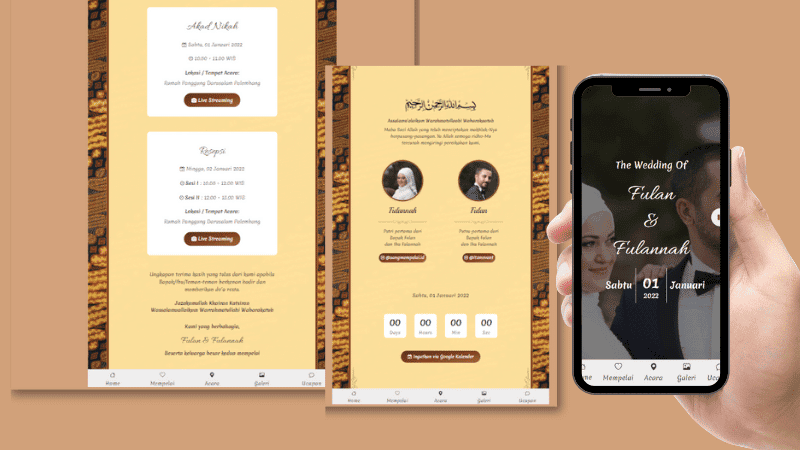 Akad Nikah
Sabtu, 01 Januari 2022
10.00 - 11.00 WIB
Lokasi / Tempat Acara:
Rumah Panggung Darussalam Palembang
Live Streaming
Resepsi
Minggu, 02 Januari 2022
Sesi I : 10.00 - 12.00 WIB
Sesi II : 12.00 - 14.00 WIB
Lokasi / Tempat Acara:
Rumah Panggung Darussalam Palembang
Live Streaming
Ungkapan terima kasih yang tulus dari kami apabila
Bapak/Ibu/Teman-teman berkenan hadir dan
memberikan do'a restu
Jazakumullah Khairan Katsiran
Wassalamualaikum Warahmatullahi Wabarakatuh
Kami yang berbahagia,
Fulan & Fulannah
Beserta keluarga besar kedua mempelai
Home Mempelai Acara Galeri Ucapan
بسم الله الرحمن الرحيم
Assalamu'alaikum Warahmatullahi Wabarakatuh
Maha Suci Allah yang telah menciptakan makhluk-Nya
berpasang-pasangan. Ya Allah semoga ridho-Mu
tercurah mengiringi pernikahan kami.
Fulannah Fulan
Putri pertama dari Putra pertama dari
Bapak Fulan Bapak Fulan
dan Ibu Fulannah dan Ibu Fulannah
Sabtu, 01 Januari 2022
00 00 00 00
Days Hours Min Sec
Ingatkan via Google Kalender
Home Mempelai Acara Galeri Ucapan
The Wedding Of
Fulan
&
Fulannah
Sabtu 01 Januari
2022
me Mempelai Acara Galeri Uc